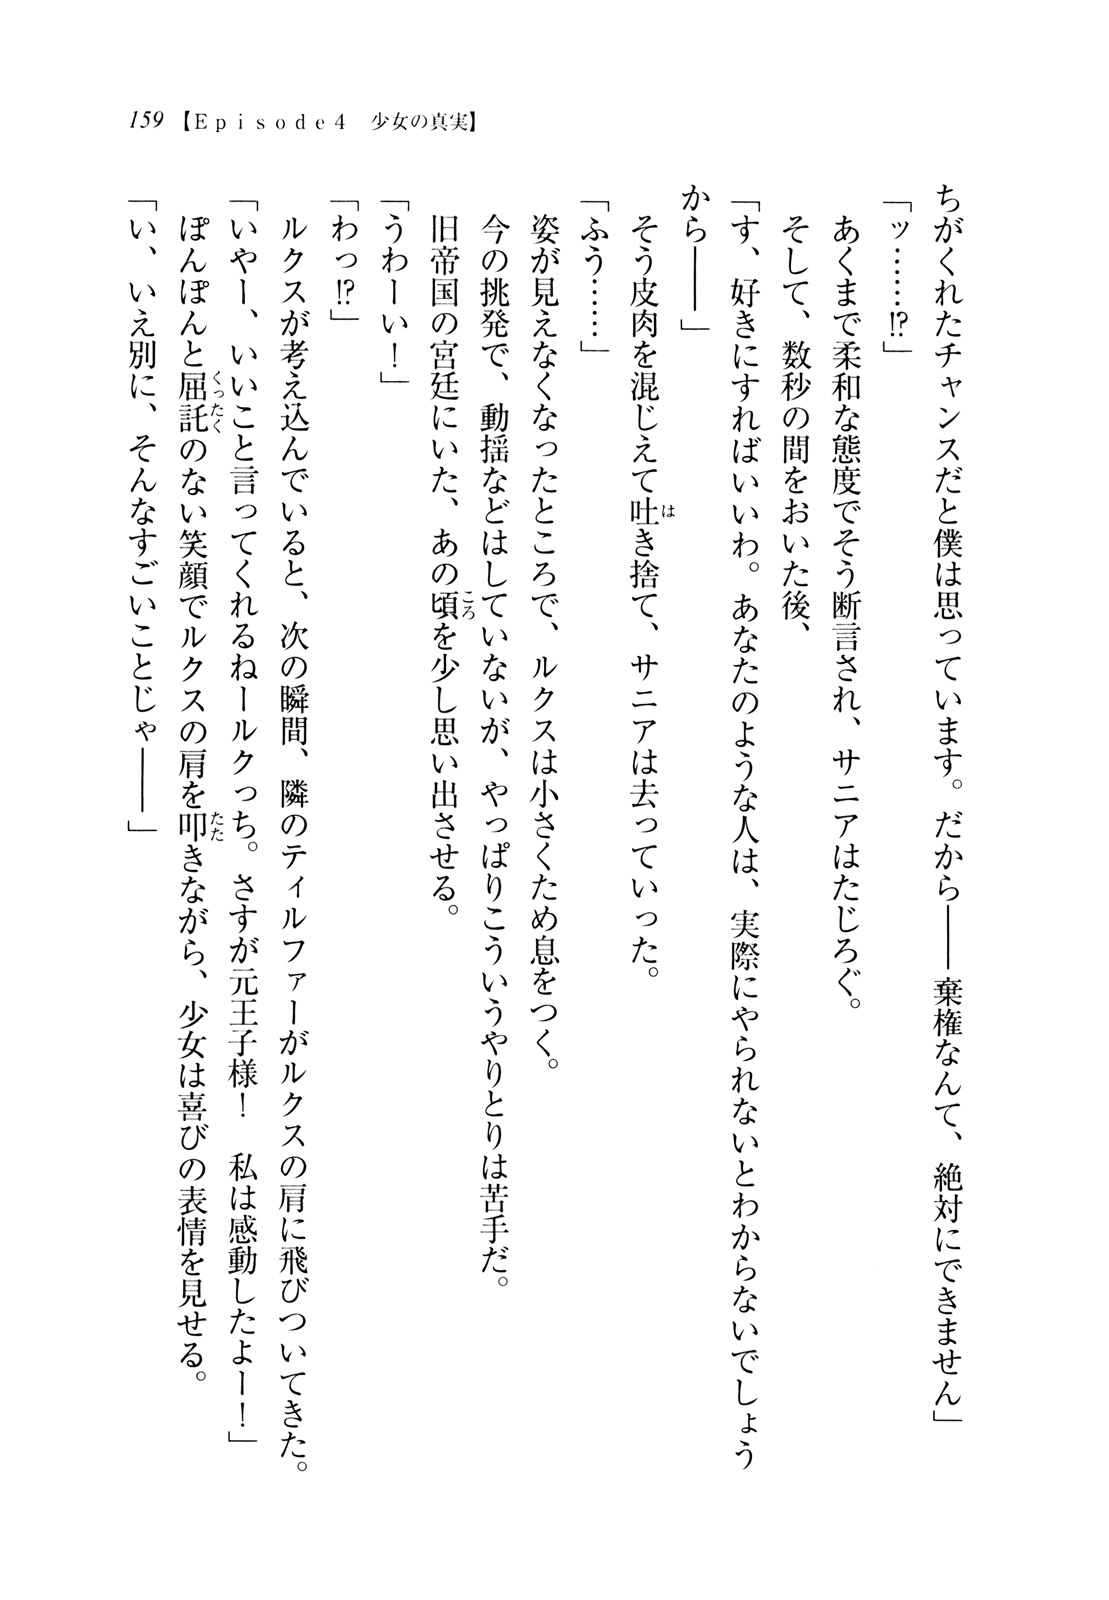 159 【Episode4　少女の真実】
ちがくれたチャンスだと僕は思っています。だから――棄権なんて、絶対にできません」
「ッ……!?」
あくまで柔和な態度でそう断言され、サニアはたじろぐ。
そして、数秒の間をおいた後、
「す、好きにすればいいわ。あなたのような人は、実際にやられないとわからないでしょう
から――」
そう皮肉を混じえて吐き捨て、サニアは去っていった。
「ふう……」
姿が見えなくなったところで、ルクスは小さくため息をつく。
今の挑発で、動揺などはしていないが、やっぱりこういうやりとりは苦手だ。
旧帝国の宮廷にいた、あの頃を少し思い出させる。
「うわーい！」
「わっ!?」
ルクスが考え込んでいると、次の瞬間、隣のティルファーがルクスの肩に飛びついてきた。
「いやー、いいこと言ってくれるねールクっち。さすが元王子様！　私は感動したよー！」
ぽんぽんと屈託のない笑顔でルクスの肩を叩きながら、少女は喜びの表情を見せる。
「い、いえ別に、そんなすごいことじゃ――」